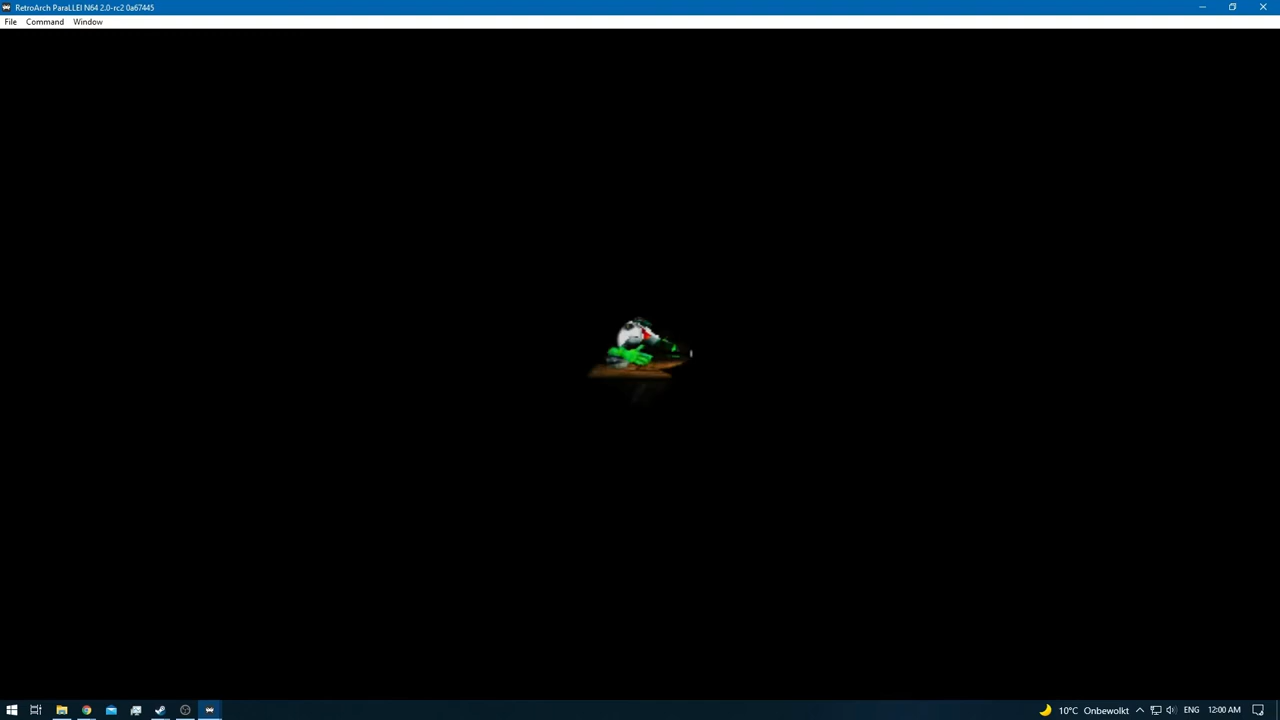 RetroArch ParaLLEl N64 2.0-rc2 0a67445
File Command Window
10°C Onbewolkt ENG 12:00 AM